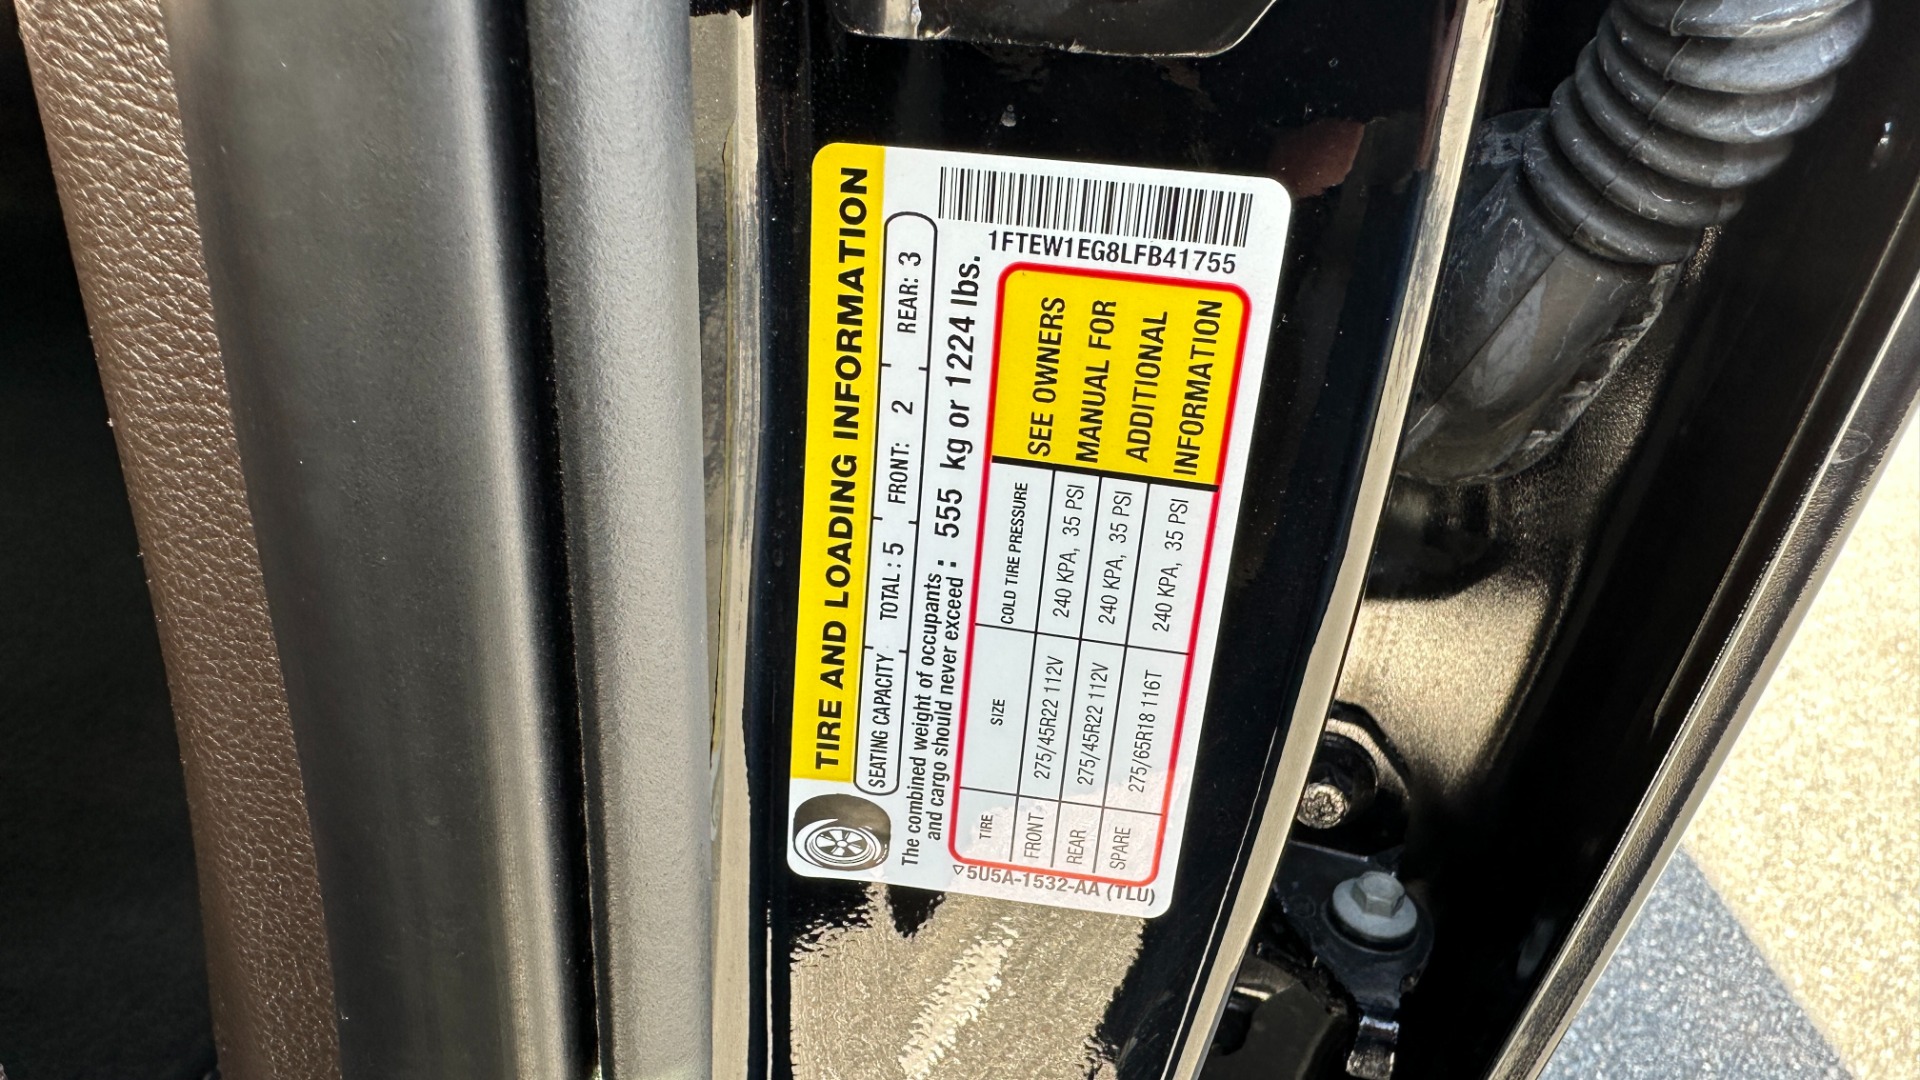 TIRE AND LOADING INFORMATION
SEATING CAPACITY TOTAL: 5 FRONT: 2 REAR: 3
The combined weight of occupants and cargo should never exceed : 555 kg or 1224 lbs.
1FTEW1EG8LFB41755
TIRE SIZE COLD TIRE PRESSURE
FRONT 275/45R22 112V 240 KPA, 35 PSI
REAR 275/45R22 112V 240 KPA, 35 PSI
SPARE 275/65R18 116T 240 KPA, 35 PSI
SEE OWNERS
MANUAL FOR
ADDITIONAL
INFORMATION
▽5U5A-1532-AA (TLU)